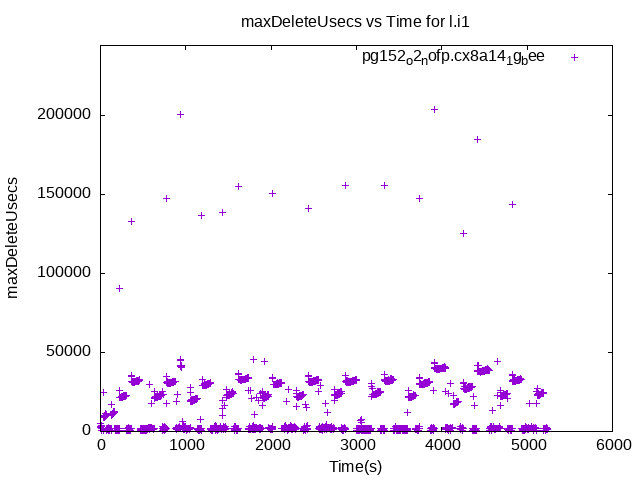 maxDeleteUsecs vs Time for l.i1
pg152_o2_nofp.cx8a14_1g_bee
maxDeleteUsecs
200000
150000
100000
50000
0
0 1000 2000 3000 4000 5000 6000
Time(s)